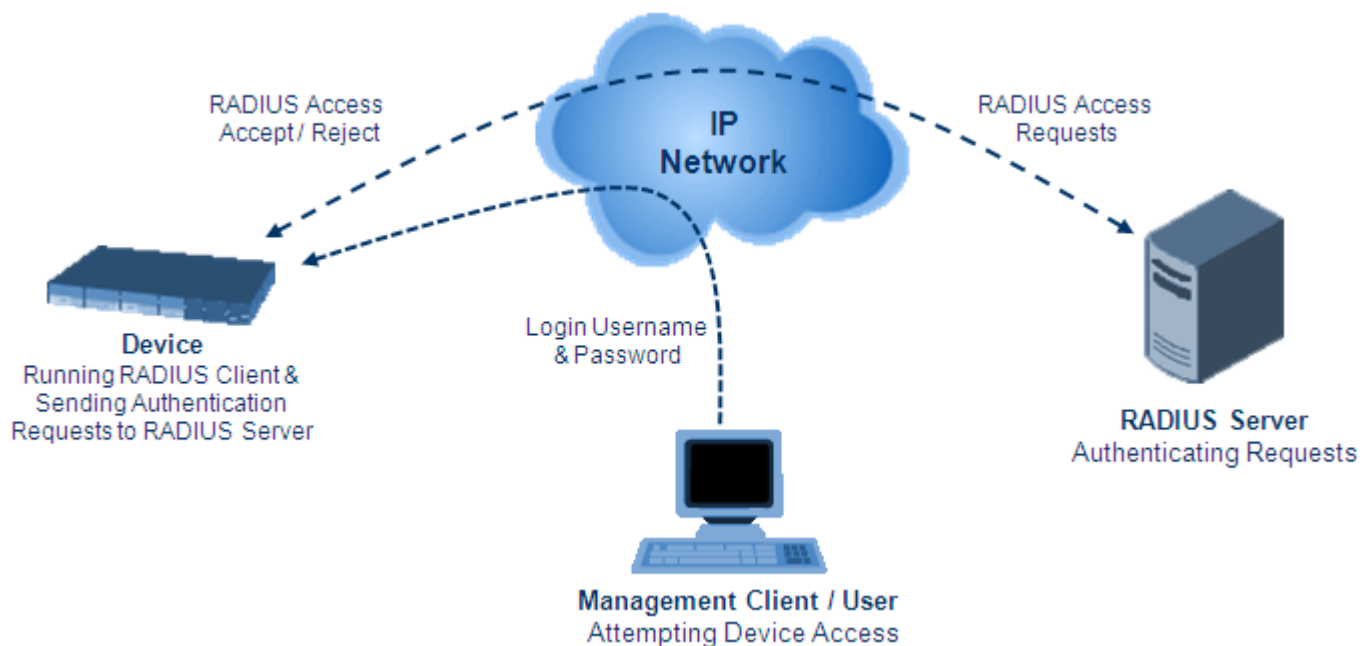 RADIUS Access
Accept / Reject
IP
Network
RADIUS Access
Requests
Login Username
& Password
Device
Running RADIUS Client &
Sending Authentication
Requests to RADIUS Server
RADIUS Server
Authenticating Requests
Management Client / User
Attempting Device Access